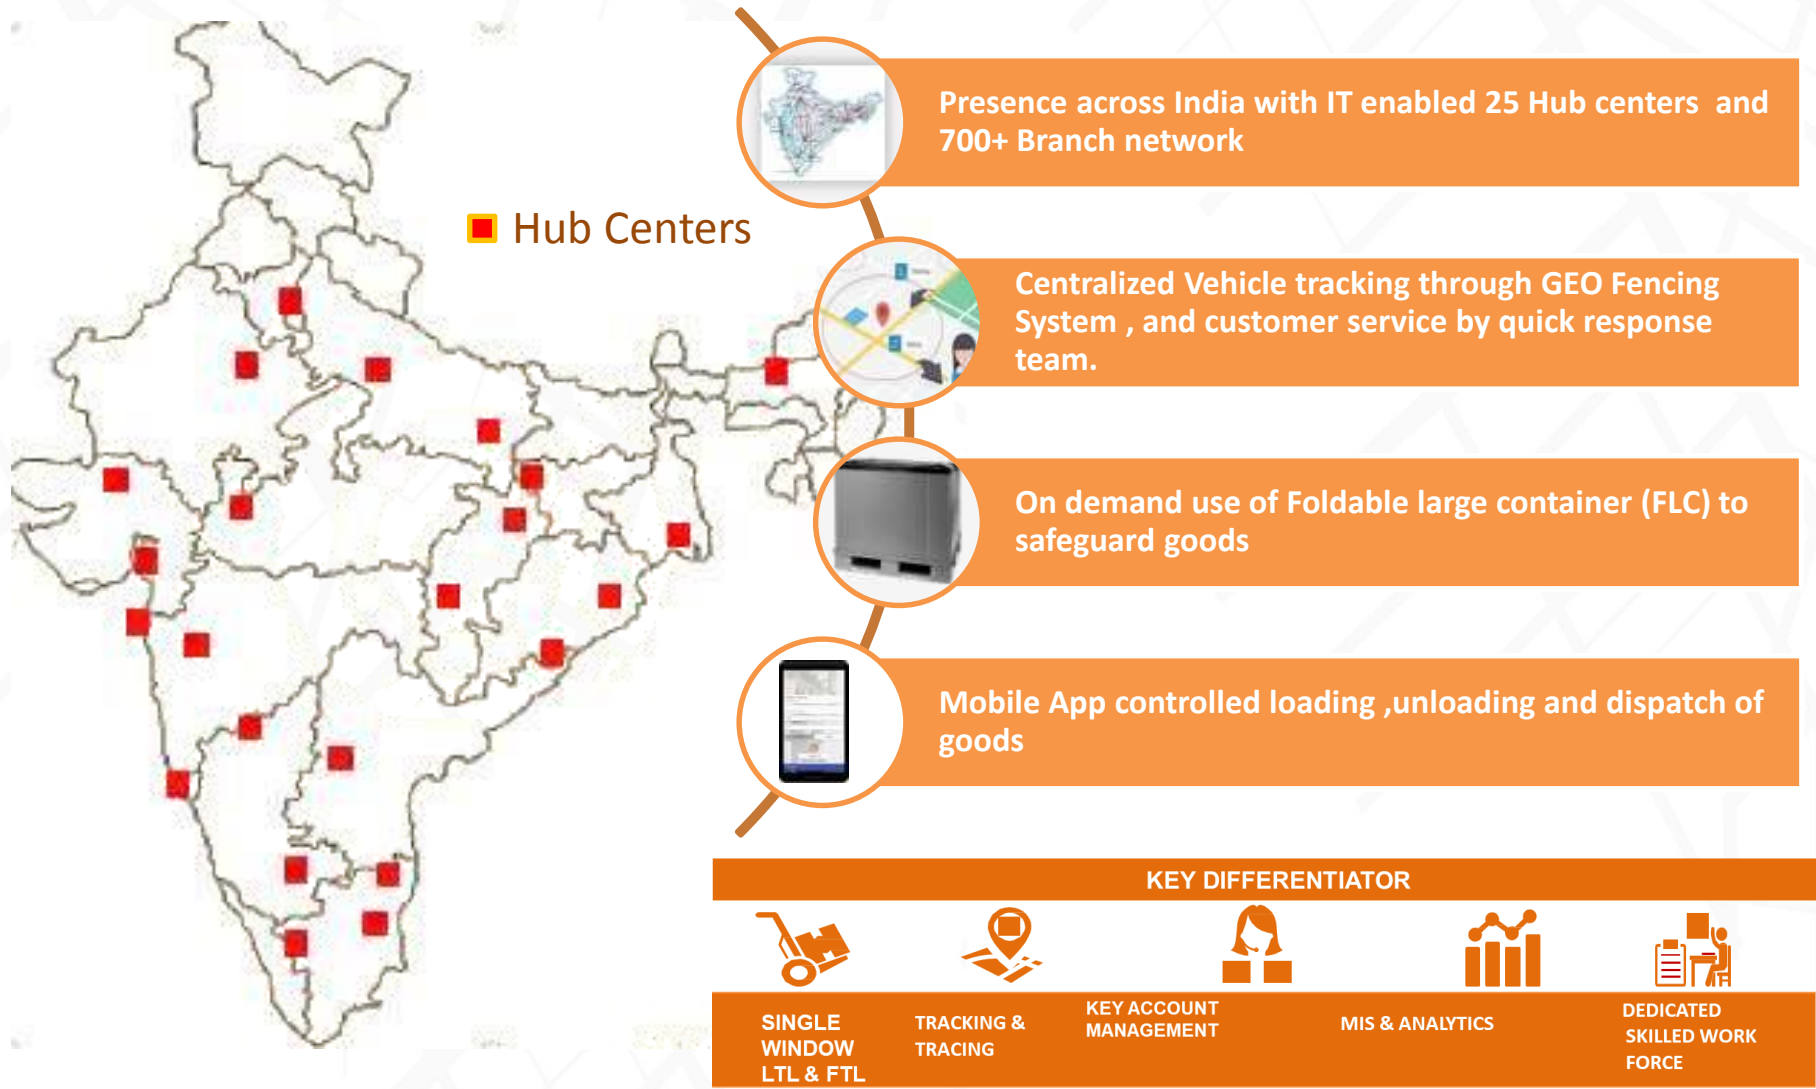 Hub Centers
Presence across India with IT enabled 25 Hub centers and
700+ Branch network
Centralized Vehicle tracking through GEO Fencing
System , and customer service by quick response
team.
On demand use of Foldable large container (FLC) to
safeguard goods
Mobile App controlled loading ,unloading and dispatch of
goods
KEY DIFFERENTIATOR
SINGLE
WINDOW
LTL & FTL
TRACKING &
TRACING
KEY ACCOUNT
MANAGEMENT
MIS & ANALYTICS
DEDICATED
SKILLED WORK
FORCE